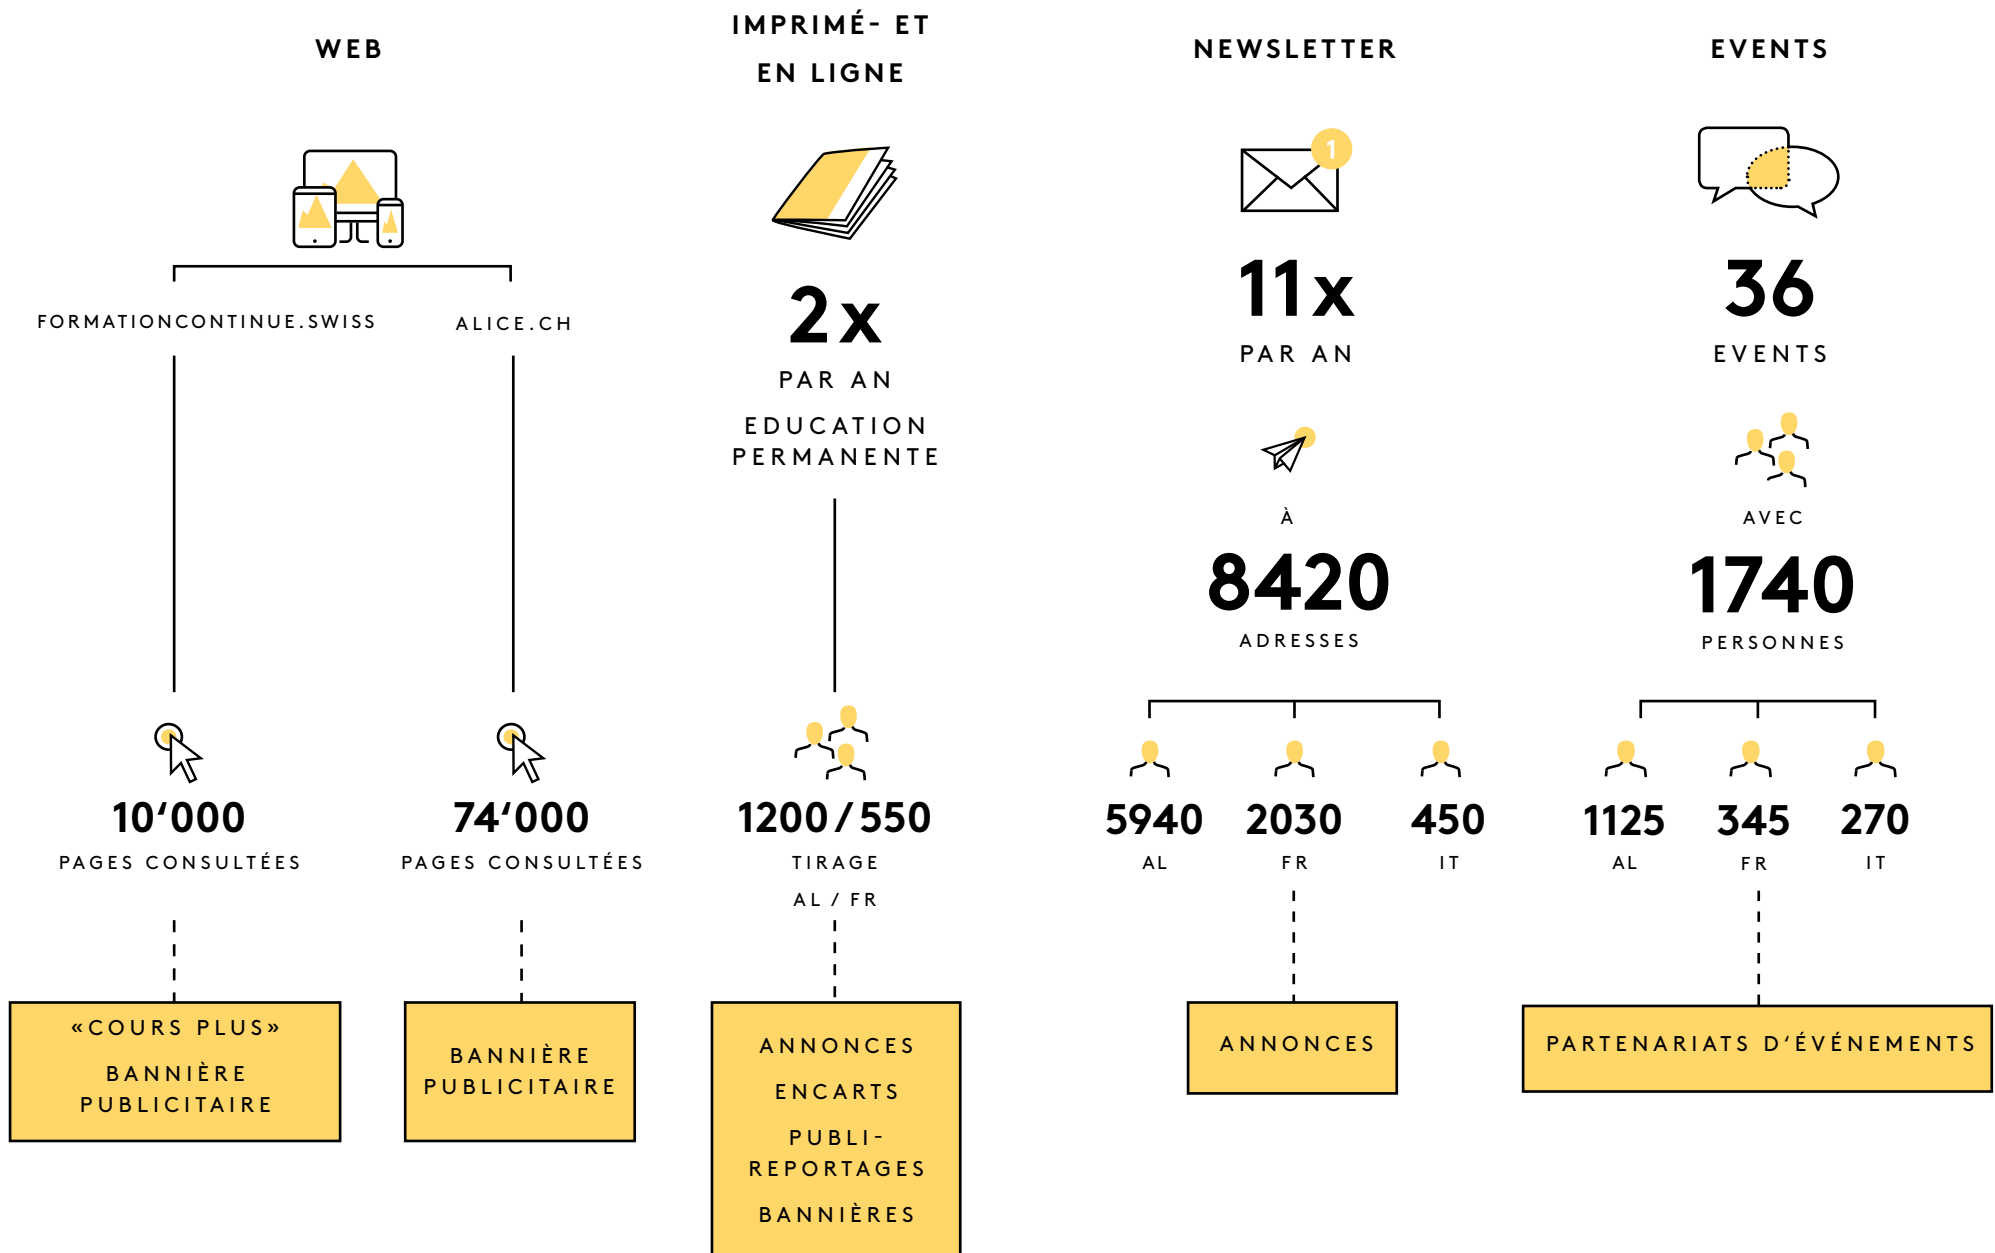 WEB
FORMATIONCONTINUE.SWISS
ALICE.CH
10‘000
PAGES CONSULTÉES
74‘000
PAGES CONSULTÉES
«COURS PLUS»
BANNIÈRE
PUBLICITAIRE
BANNIÈRE
PUBLICITAIRE
IMPRIMÉ- ET
EN LIGNE
2x
PAR AN
EDUCATION
PERMANENTE
1200/550
TIRAGE
AL / FR
ANNONCES
ENCARTS
PUBLI-
REPORTAGES
BANNIÈRES
NEWSLETTER
1
11x
PAR AN
À
8420
ADRESSES
5940
AL
2030
FR
450
IT
ANNONCES
EVENTS
36
EVENTS
AVEC
1740
PERSONNES
1125
AL
345
FR
270
IT
PARTENARIATS D‘ÉVÉNEMENTS